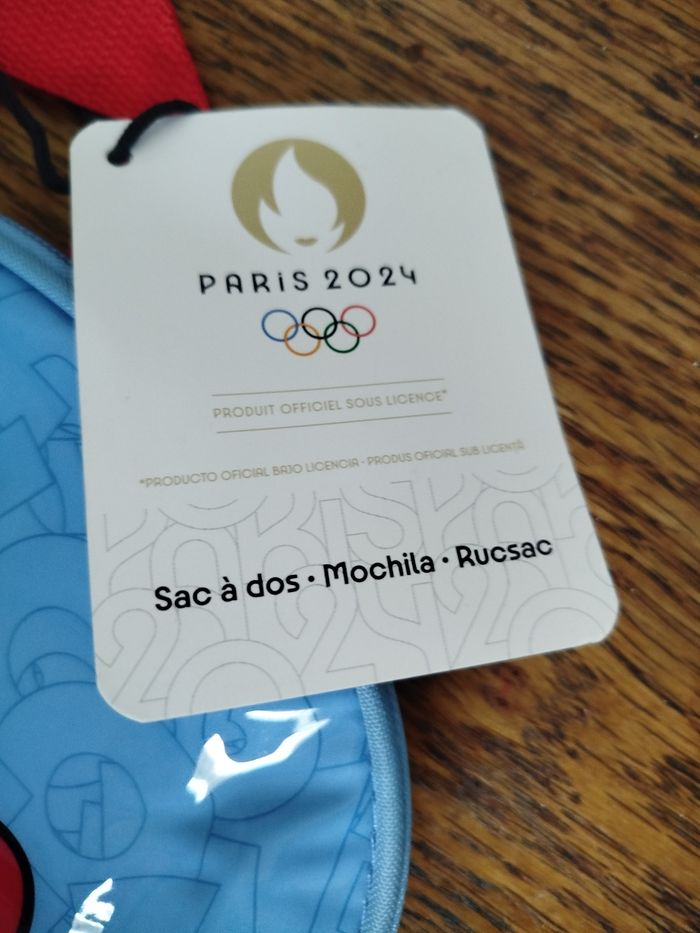 PARiS 2024
PRODUIT OFFICIEL SOUS LICENCE*
*PRODUCTO OFICIAL BAJO LICENCIA - PRODUS OFICIAL SUB LICENȚĂ
Sac à dos · Mochila · Rucsac